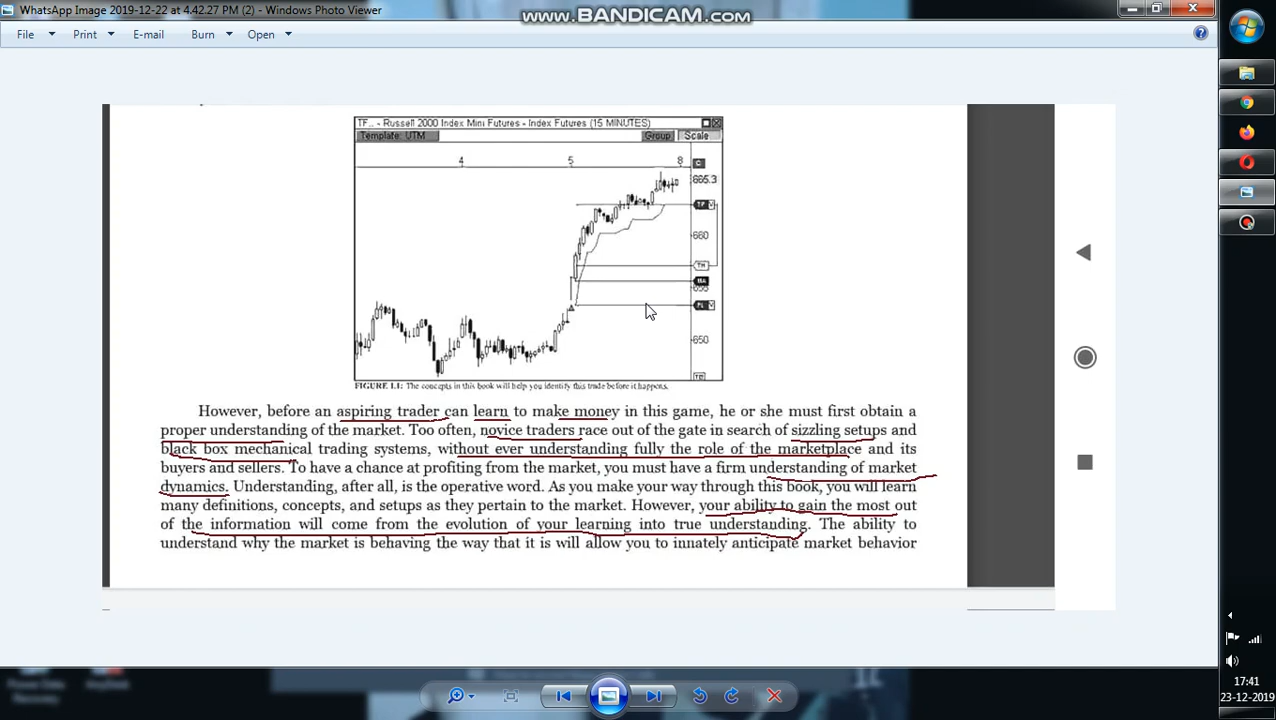 WhatsApp Image 2019-12-22 at 4.42.27 PM (2) - Windows Photo Viewer
www.BANDICAM.com
File Print E-mail Burn Open
TF.. - Russell 2000 Index Mini Futures - Index Futures (15 MINUTES)
Template: UTM Group Scale
4 5 8
665.3
660
655
650
FIGURE 1.1: The concepts in this book will help you identify this trade before it happens.
However, before an aspiring trader can learn to make money in this game, he or she must first obtain a
proper understanding of the market. Too often, novice traders race out of the gate in search of sizzling setups and
black box mechanical trading systems, without ever understanding fully the role of the marketplace and its
buyers and sellers. To have a chance at profiting from the market, you must have a firm understanding of market
dynamics. Understanding, after all, is the operative word. As you make your way through this book, you will learn
many definitions, concepts, and setups as they pertain to the market. However, your ability to gain the most out
of the information will come from the evolution of your learning into true understanding. The ability to
understand why the market is behaving the way that it is will allow you to innately anticipate market behavior
17:41
23-12-2019